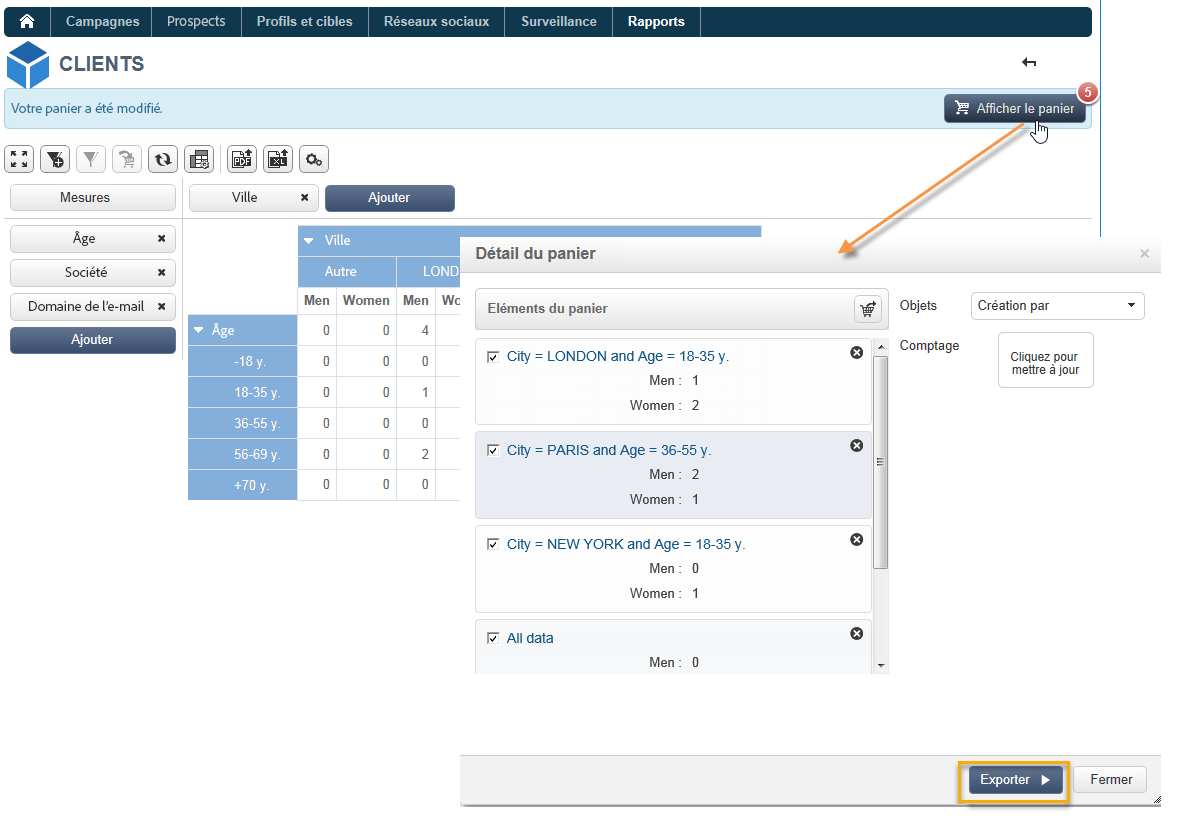 Campagnes Prospects Profils et cibles Réseaux sociaux Surveillance Rapports
CLIENTS
Votre panier a été modifié.
Afficher le panier 5
PDF XL
Mesures Ville Ajouter
Âge
Société
Domaine de l'e-mail
Ajouter
Ville
Autre LOND
Men Women Men Wo
Âge 0 0 4
-18 y. 0 0 0
18-35 y. 0 0 1
36-55 y. 0 0 0
56-69 y. 0 0 2
+70 y. 0 0 0
Détail du panier
Eléments du panier
City = LONDON and Age = 18-35 y.
Men : 1
Women : 2
City = PARIS and Age = 36-55 y.
Men : 2
Women : 1
City = NEW YORK and Age = 18-35 y.
Men : 0
Women : 1
All data
Men : 0
Objets Création par
Comptage Cliquez pour
mettre à jour
Exporter Fermer